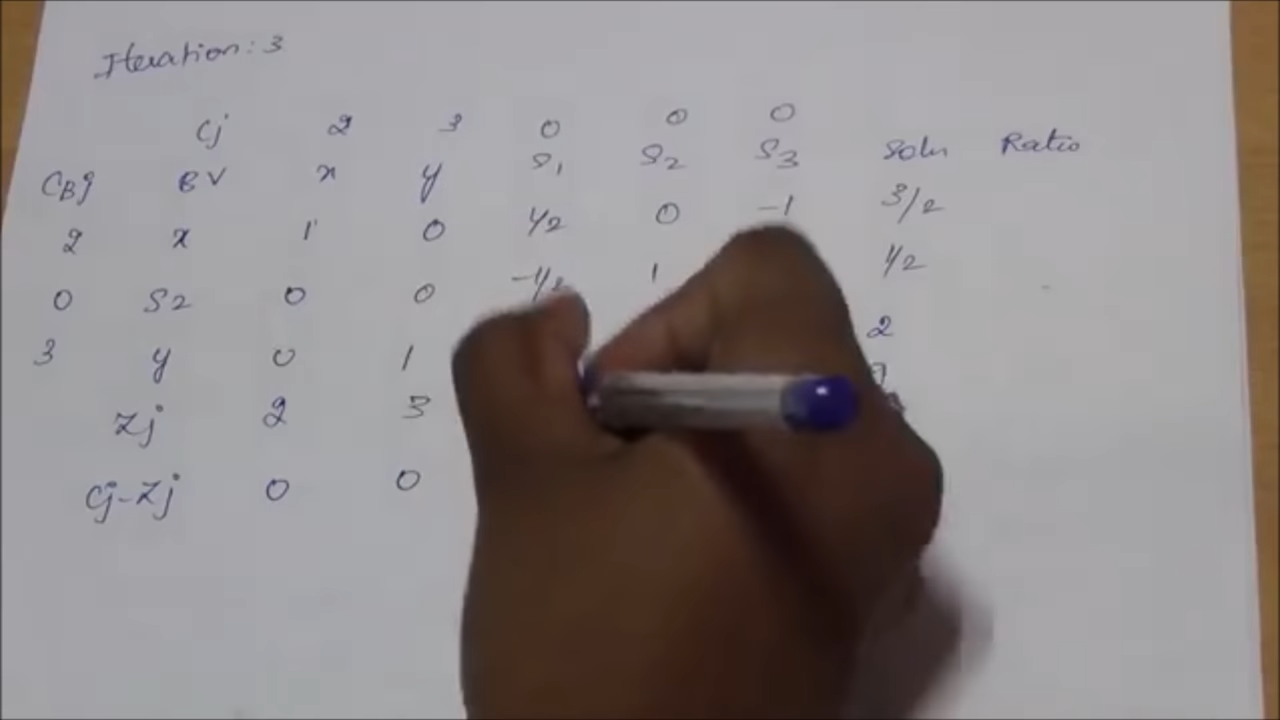 Iteration: 3
Cj 2 3 0 0 0
CBj BV x y S1 S2 S3 Soln Ratio
2 x 1 0 1/2 0 -1 3/2
0 S2 0 0 -1/2 1 1/2
3 y 0 1 2
Zj 2 3
Cj-Zj 0 0